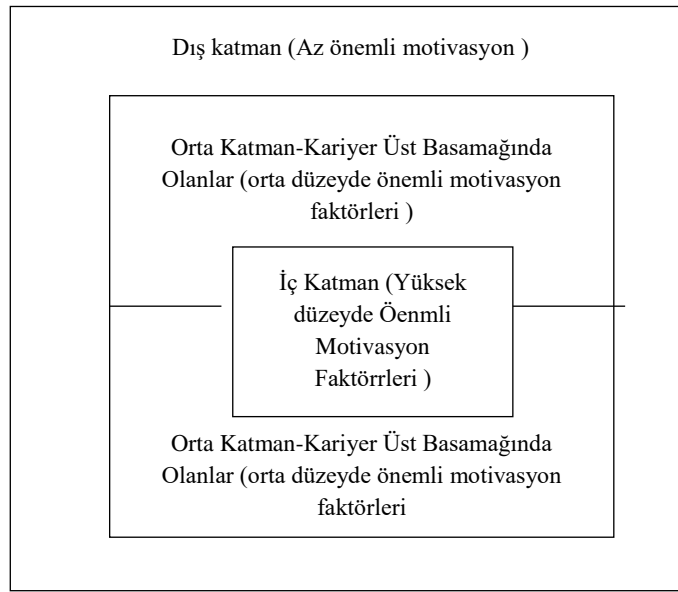 Dış katman (Az önemli motivasyon )
Orta Katman-Kariyer Üst Basamağında
Olanlar (orta düzeyde önemli motivasyon
faktörleri )
İç Katman (Yüksek
düzeyde Öenmli
Motivasyon
Faktörrleri )
Orta Katman-Kariyer Üst Basamağında
Olanlar (orta düzeyde önemli motivasyon
faktörleri